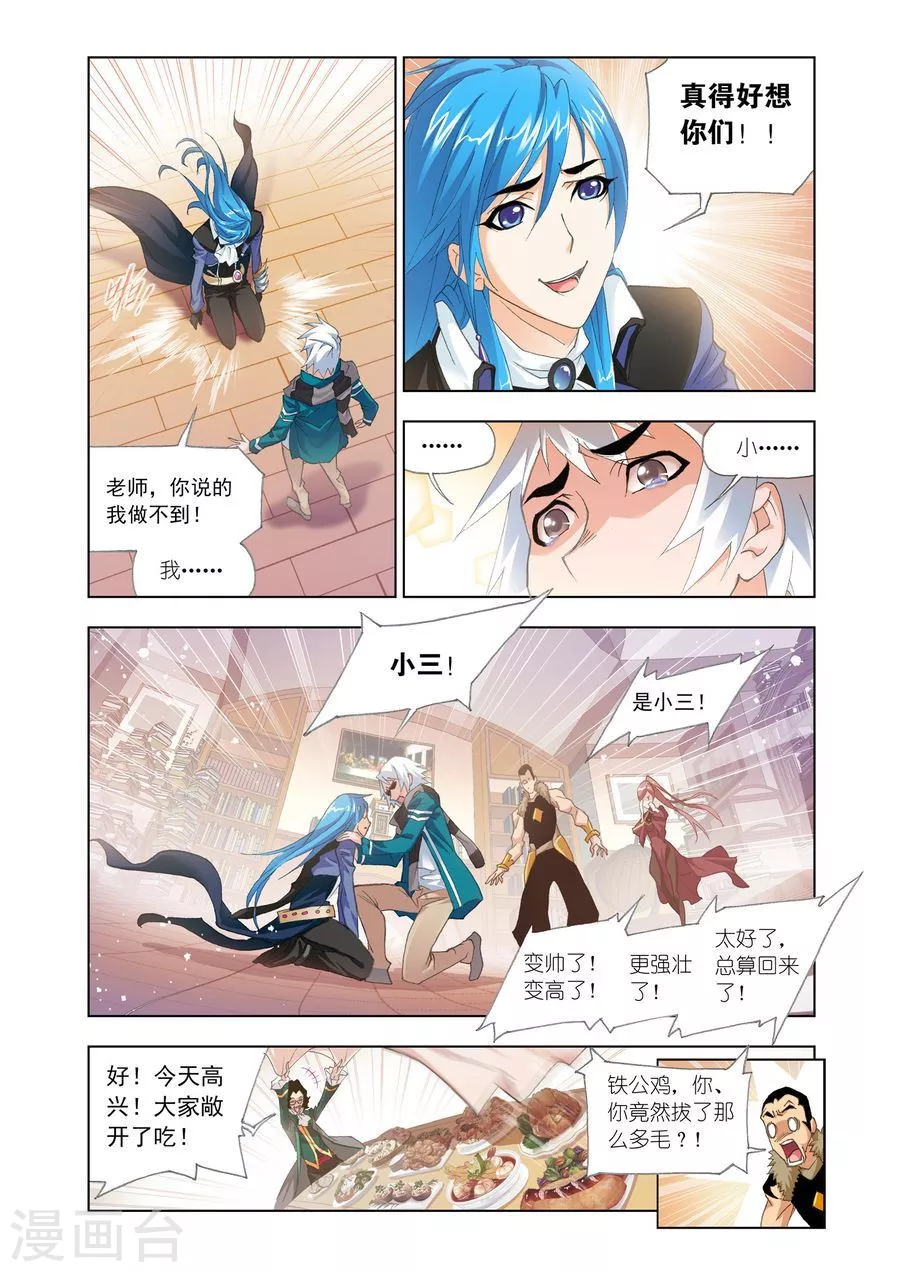 啪
老师，你说的
我做不到！
我……
真得好想
你们！！
……
小……
小三！
是小三！
变帅了！
变高了！
更强壮
了！
太好了，
总算回来
了！
好！今天高
兴！大家敞
开了吃！
铁公鸡，你、
你竟然拔了那
么多毛？！
漫画台